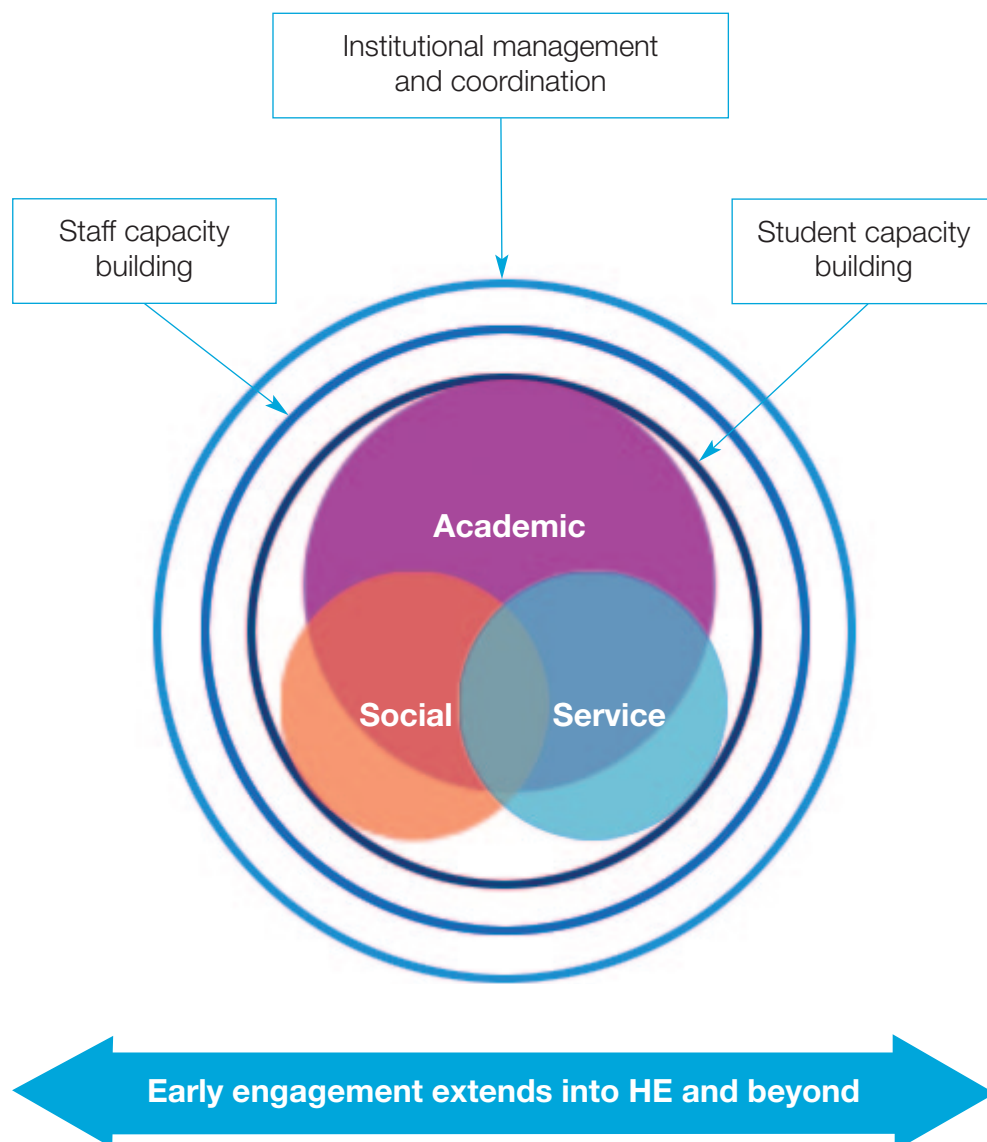 Institutional management
and coordination
Staff capacity
building
Student capacity
building
Academic
Social
Service
Early engagement extends into HE and beyond